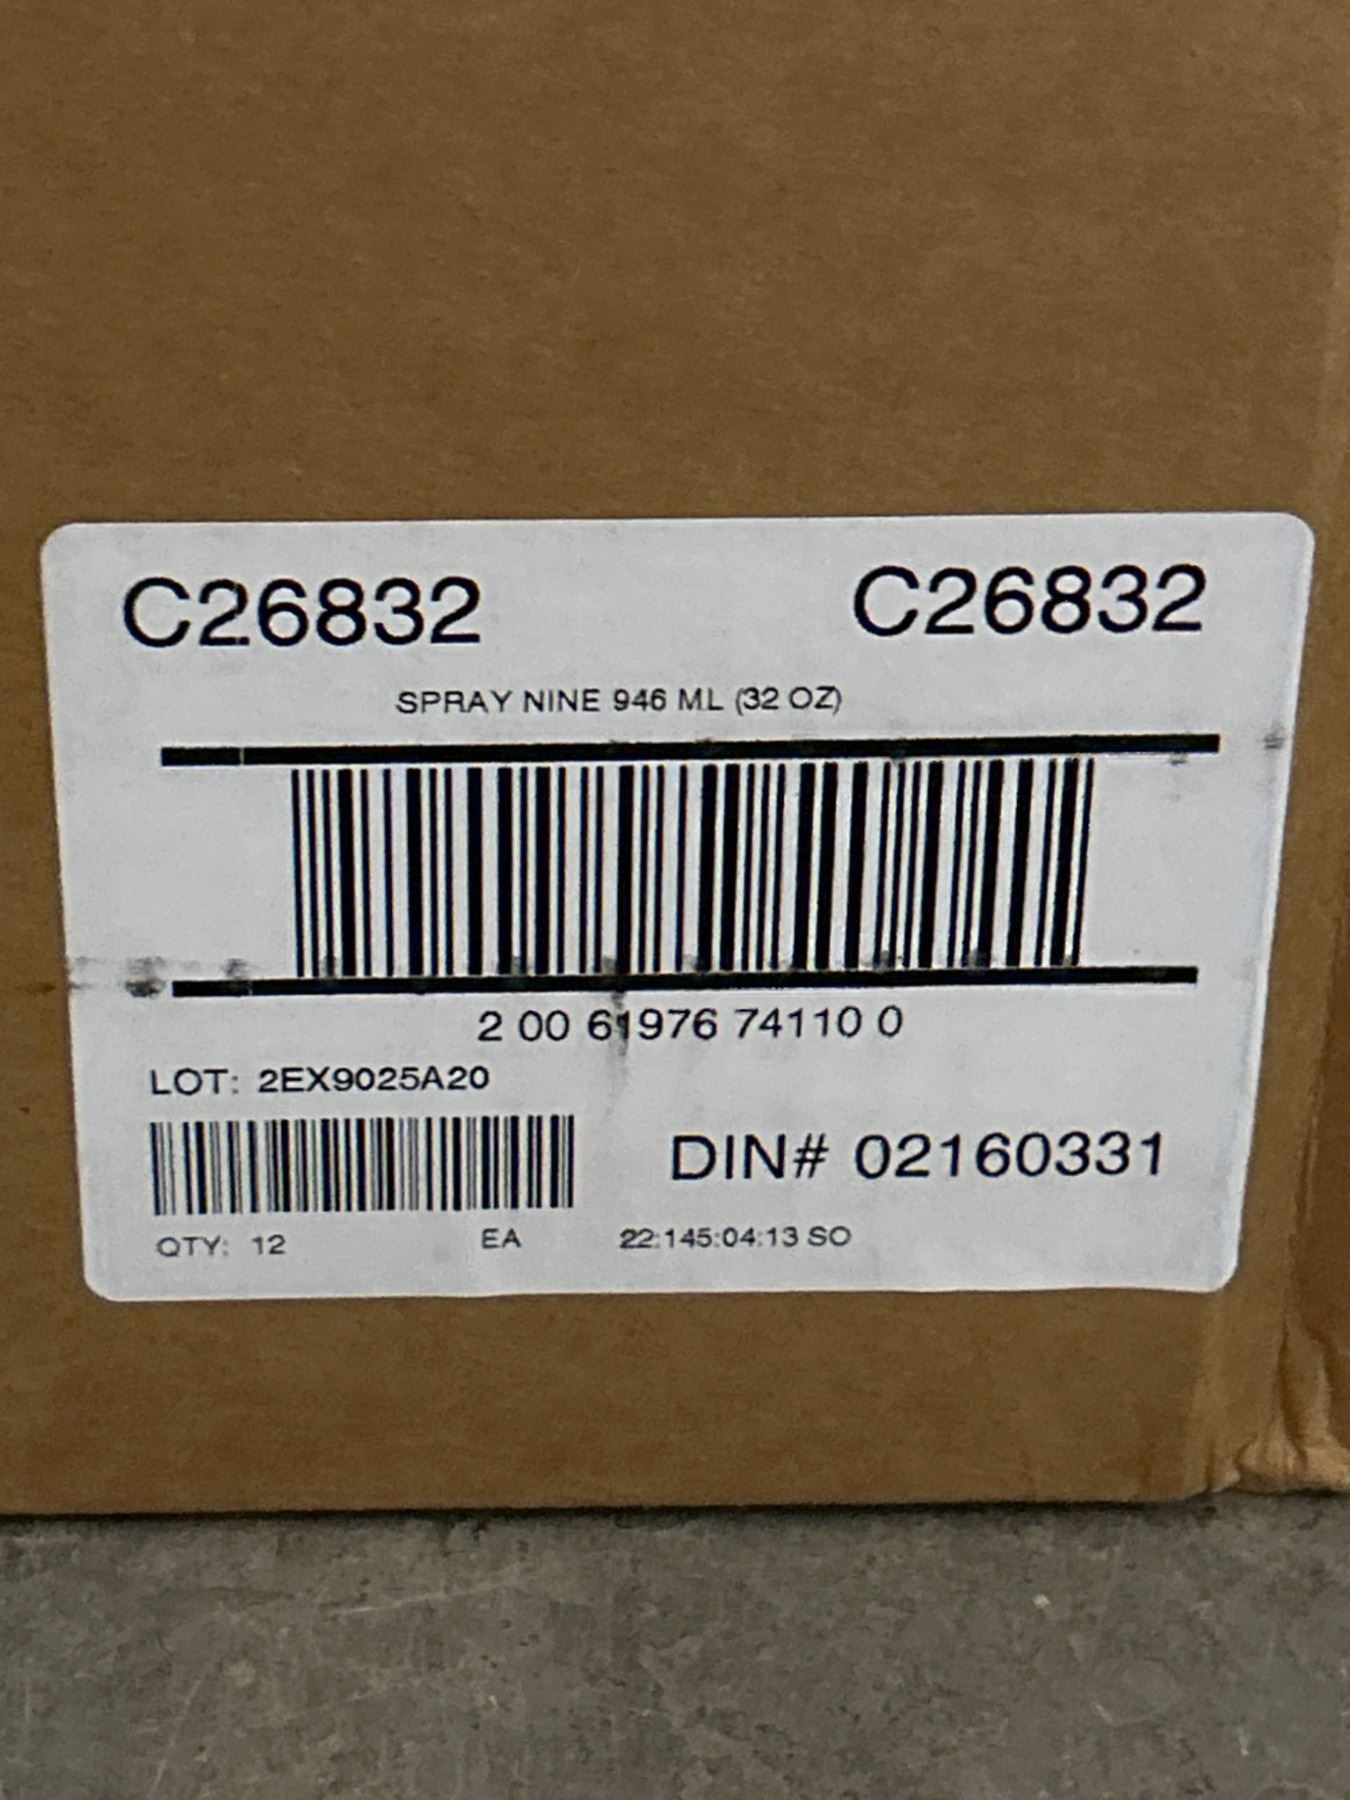 C26832 C26832
SPRAY NINE 946 ML (32 OZ)
2 00 61976 74110 0
LOT: 2EX9025A20
DIN# 02160331
QTY: 12 EA 22:145:04:13 SO